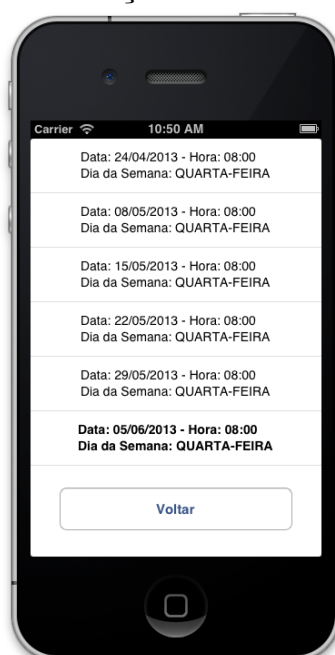 Carrier 10:50 AM
Data: 24/04/2013 - Hora: 08:00
Dia da Semana: QUARTA-FEIRA
Data: 08/05/2013 - Hora: 08:00
Dia da Semana: QUARTA-FEIRA
Data: 15/05/2013 - Hora: 08:00
Dia da Semana: QUARTA-FEIRA
Data: 22/05/2013 - Hora: 08:00
Dia da Semana: QUARTA-FEIRA
Data: 29/05/2013 - Hora: 08:00
Dia da Semana: QUARTA-FEIRA
Data: 05/06/2013 - Hora: 08:00
Dia da Semana: QUARTA-FEIRA
Voltar